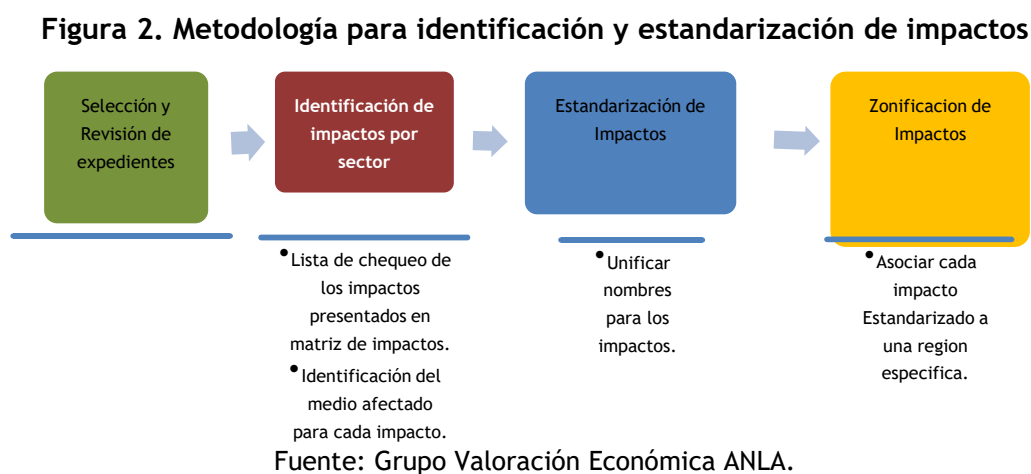 Figura 2. Metodología para identificación y estandarización de impactos
Selección y
Revisión de
expedientes
Identificación de
impactos por
sector
Estandarización de
Impactos
Zonificacion de
Impactos
•Lista de chequeo de
los impactos
presentados en
matriz de impactos.
•Identificación del
medio afectado
para cada impacto.
•Unificar
nombres
para los
impactos.
•Asociar cada
impacto
Estandarizado a
una region
especifica.
Fuente: Grupo Valoración Económica ANLA.